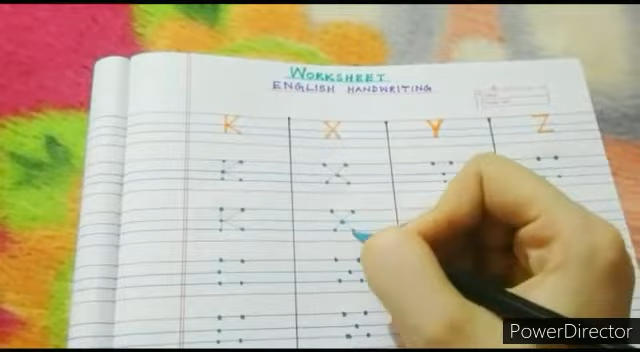 WORKSHEET
ENGLISH HANDWRITING
K X Y Z
K X
K X
PowerDirector